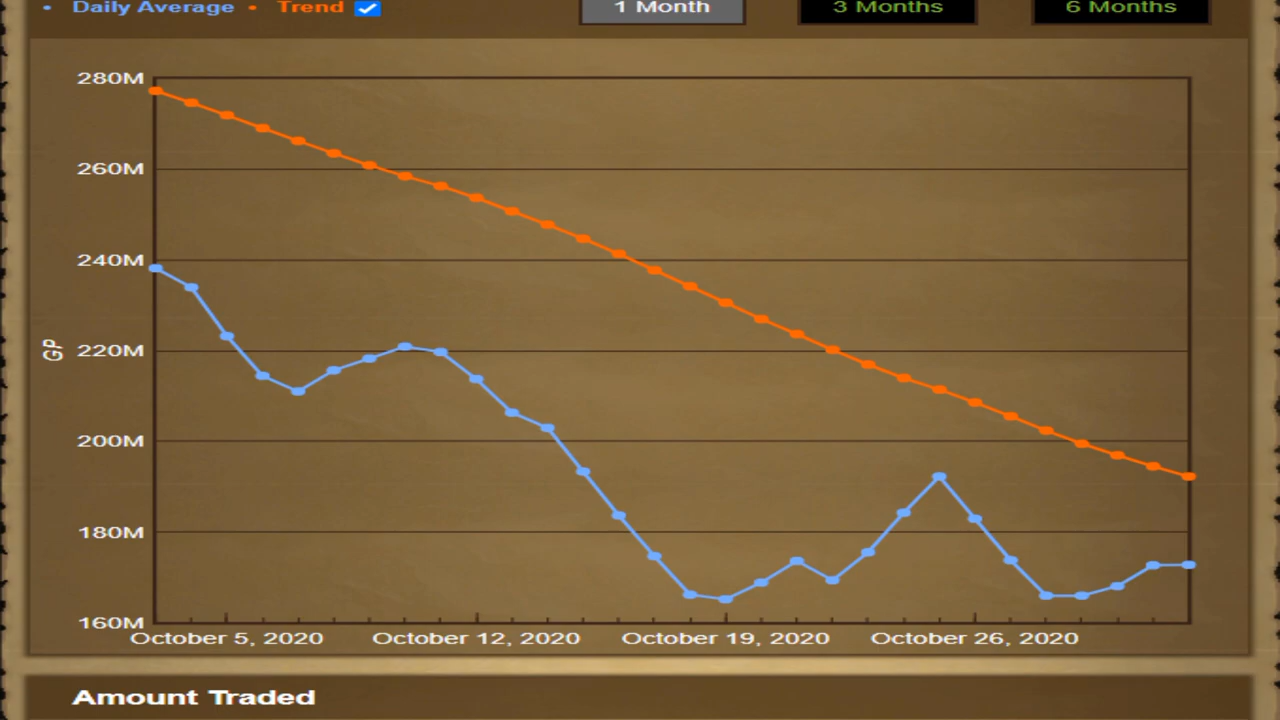 • Daily Average • Trend 1 Month 3 Months 6 Months
280M
260M
240M
220M
200M
180M
160M
GP
October 5, 2020 October 12, 2020 October 19, 2020 October 26, 2020
Amount Traded